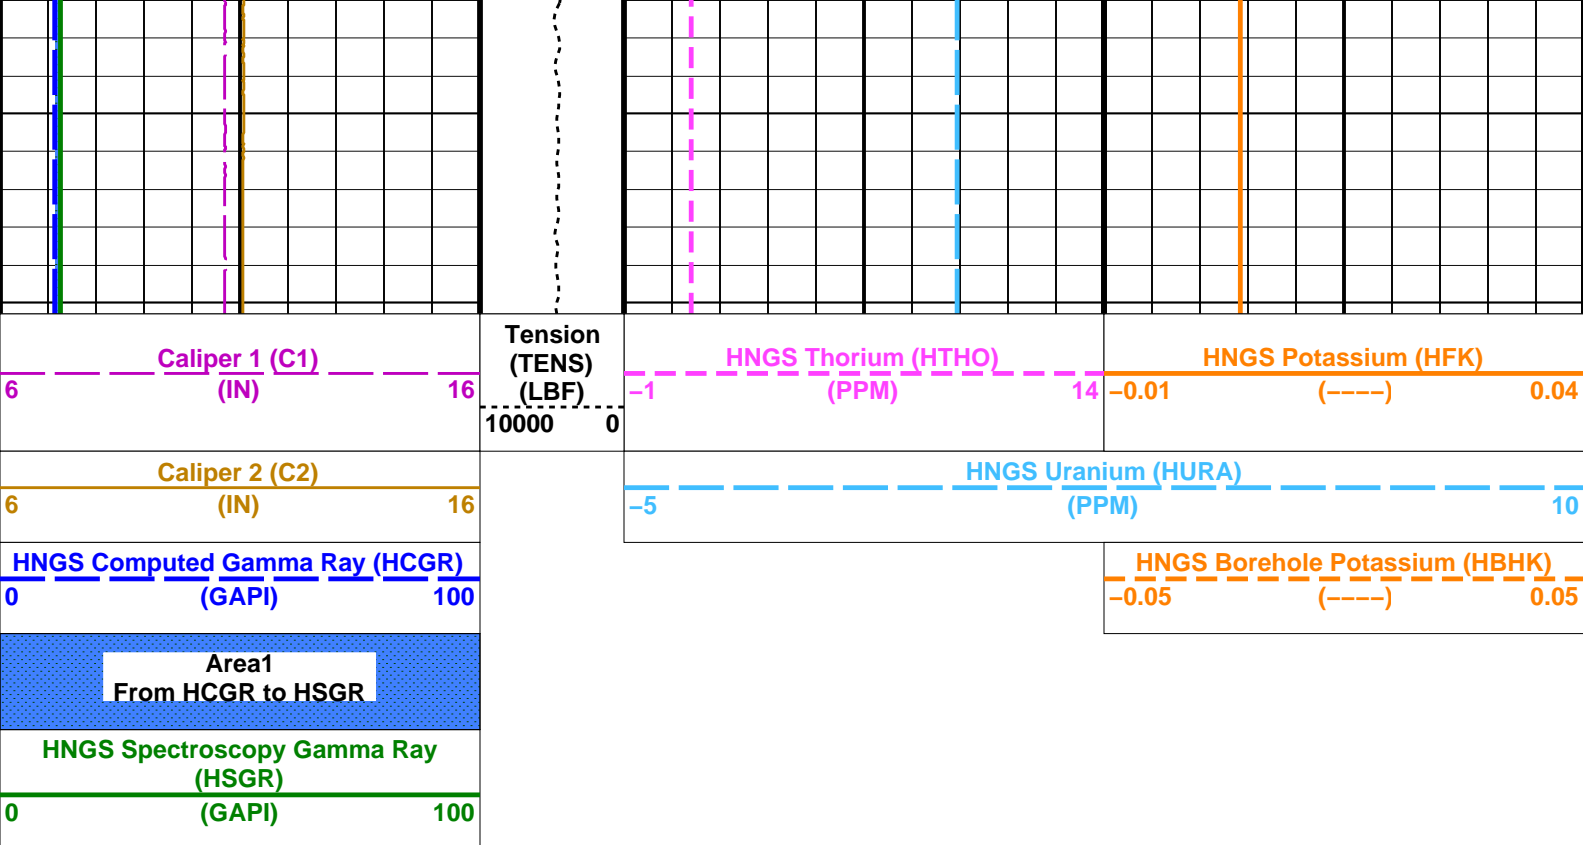 Caliper 1 (C1)
6 (IN) 16
Tension
(TENS)
(LBF)
10000 0
HNGS Thorium (HTHO)
−1 (PPM) 14
HNGS Potassium (HFK)
−0.01 (−−−−) 0.04
Caliper 2 (C2)
6 (IN) 16
HNGS Uranium (HURA)
−5 (PPM) 10
HNGS Computed Gamma Ray (HCGR)
0 (GAPI) 100
HNGS Borehole Potassium (HBHK)
−0.05 (−−−−) 0.05
Area1
From HCGR to HSGR
HNGS Spectroscopy Gamma Ray
(HSGR)
0 (GAPI) 100